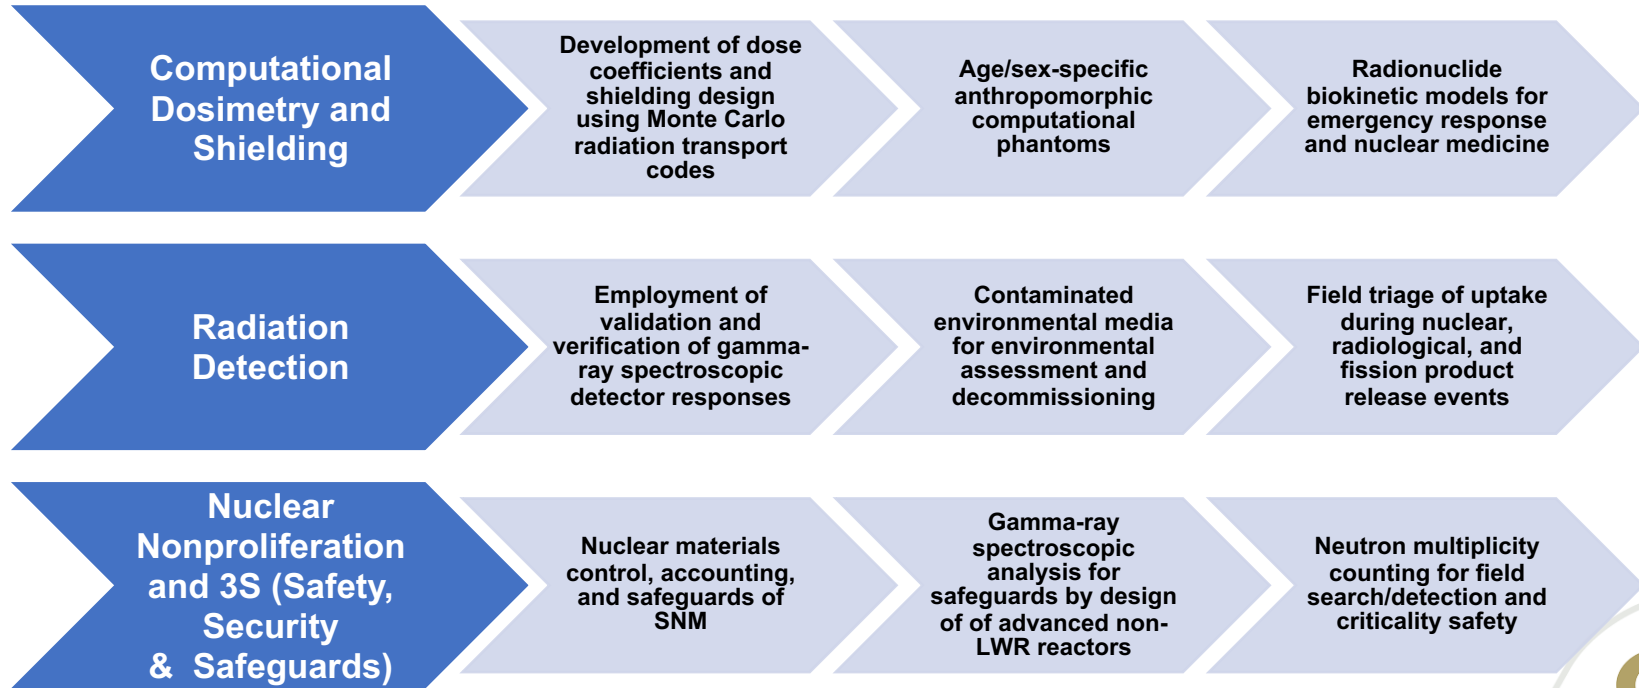 Computational
Dosimetry and
Shielding
Development of dose
coefficients and
shielding design
using Monte Carlo
radiation transport
codes
Age/sex-specific
anthropomorphic
computational
phantoms
Radionuclide
biokinetic models for
emergency response
and nuclear medicine
Radiation
Detection
Employment of
validation and
verification of gamma-
ray spectroscopic
detector responses
Contaminated
environmental media
for environmental
assessment and
decommissioning
Field triage of uptake
during nuclear,
radiological, and
fission product
release events
Nuclear
Nonproliferation
and 3S (Safety,
Security
& Safeguards)
Nuclear materials
control, accounting,
and safeguards of
SNM
Gamma-ray
spectroscopic
analysis for
safeguards by design
of of advanced non-
LWR reactors
Neutron multiplicity
counting for field
search/detection and
criticality safety